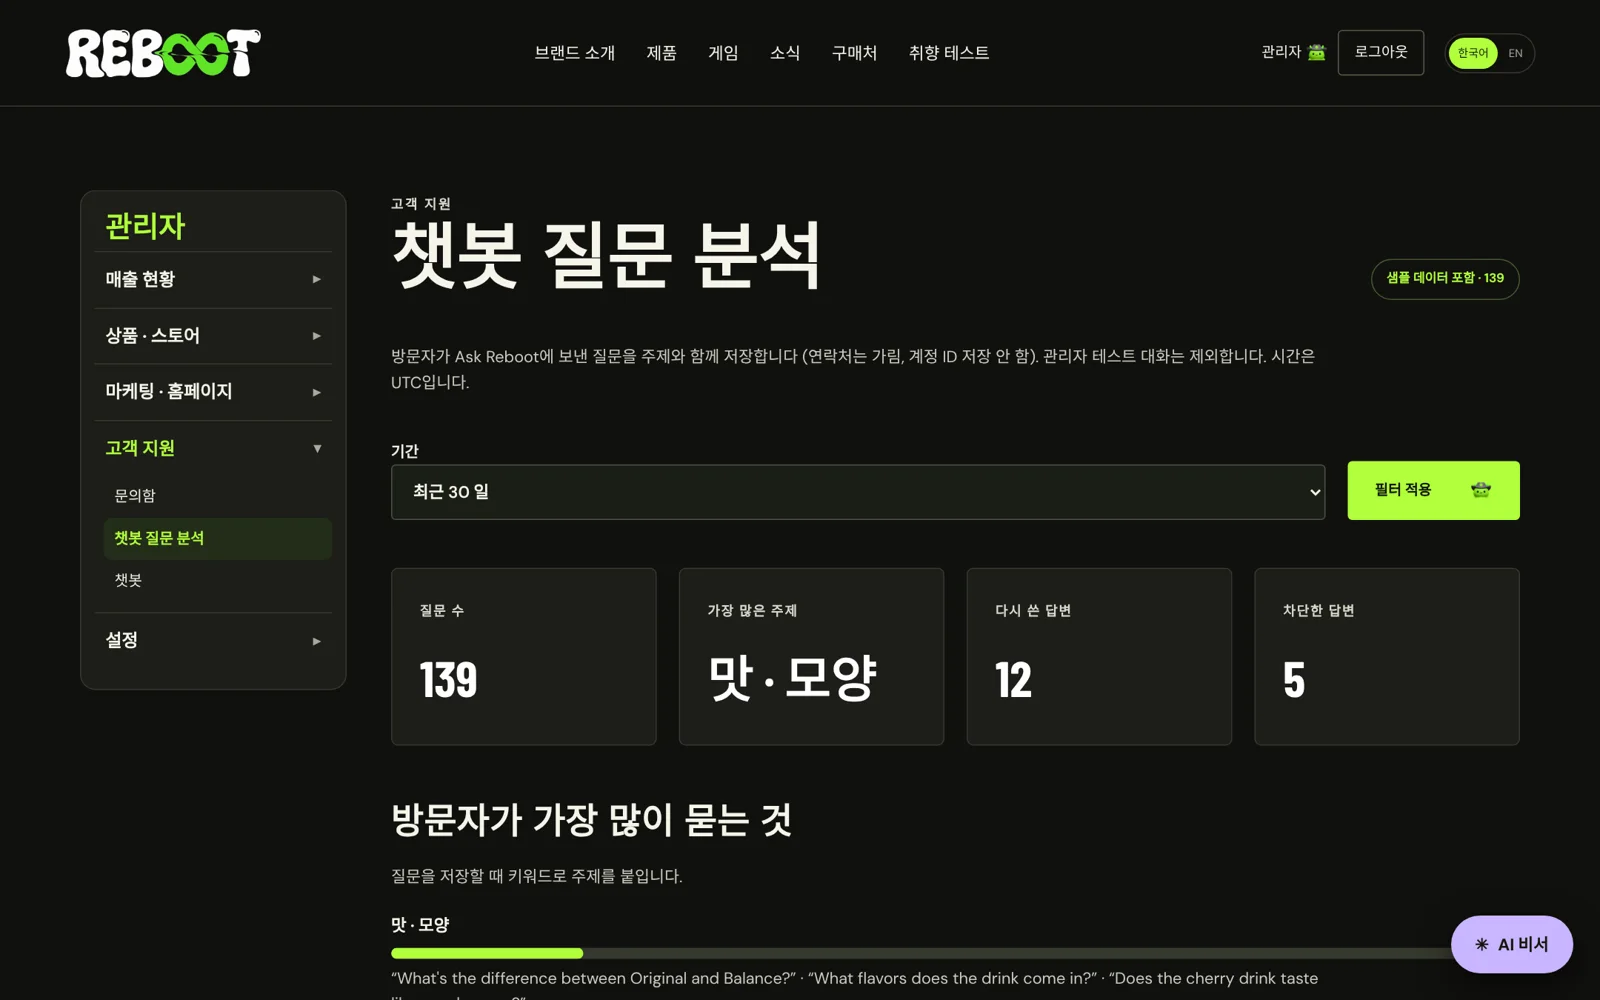 REBOOT
브랜드 소개
제품
게임
소식
구매처
취향 테스트
관리자
로그아웃
한국어
EN
관리자
매출 현황
상품 · 스토어
마케팅 · 홈페이지
고객 지원
문의함
챗봇 질문 분석
챗봇
설정
고객 지원
챗봇 질문 분석
샘플 데이터 포함 · 139
방문자가 Ask Reboot에 보낸 질문을 주제와 함께 저장합니다 (연락처는 가림, 계정 ID 저장 안 함). 관리자 테스트 대화는 제외합니다. 시간은
UTC입니다.
기간
최근 30 일
필터 적용
질문 수
139
가장 많은 주제
맛 · 모양
다시 쓴 답변
12
차단한 답변
5
방문자가 가장 많이 묻는 것
질문을 저장할 때 키워드로 주제를 붙입니다.
맛 · 모양
“What's the difference between Original and Balance?” · “What flavors does the drink come in?” · “Does the cherry drink taste
AI 비서